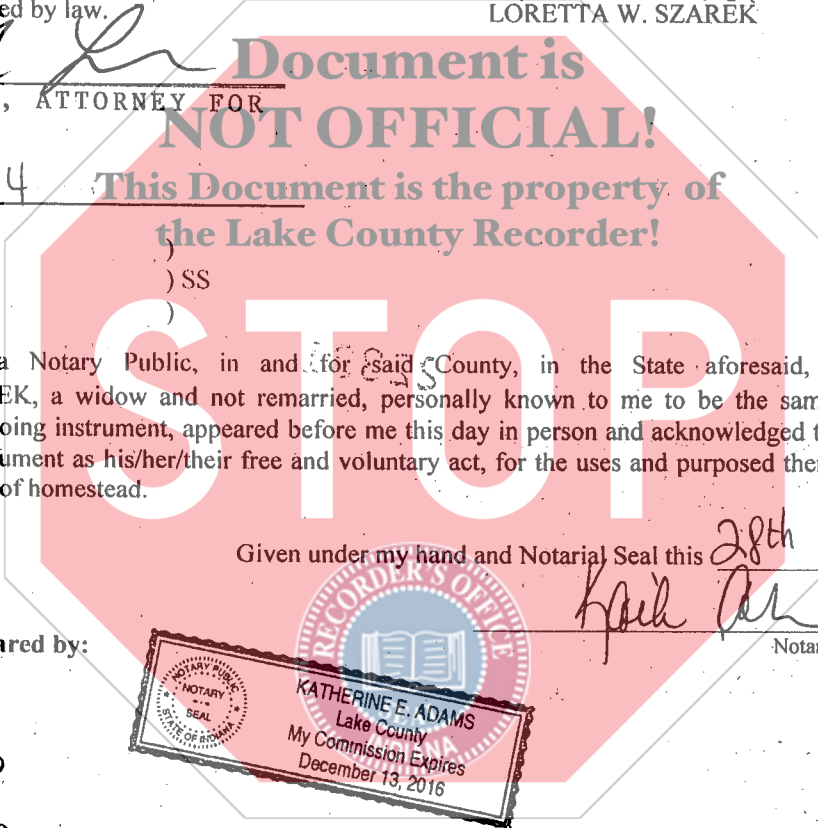 ed by law.
LORETTA W. SZAREK
Document is
, ATTORNEY FOR
NOT OFFICIAL!
4
This Document is the property of
the Lake County Recorder!
)
) SS
)
STOP
a Notary Public, in and for said County, in the State aforesaid,
EK, a widow and not remarried, personally known to me to be the sam
oing instrument, appeared before me this day in person and acknowledged t
ument as his/her/their free and voluntary act, for the uses and purposed ther
of homestead.
Given under my hand and Notarial Seal this 28th
RECORDER'S OFFICE
INDIANA
Notar
ared by:
NOTARY PUBLIC
NOTARY
SEAL
STATE OF INDIANA
KATHERINE E. ADAMS
Lake County
My Commission Expires
December 13, 2016